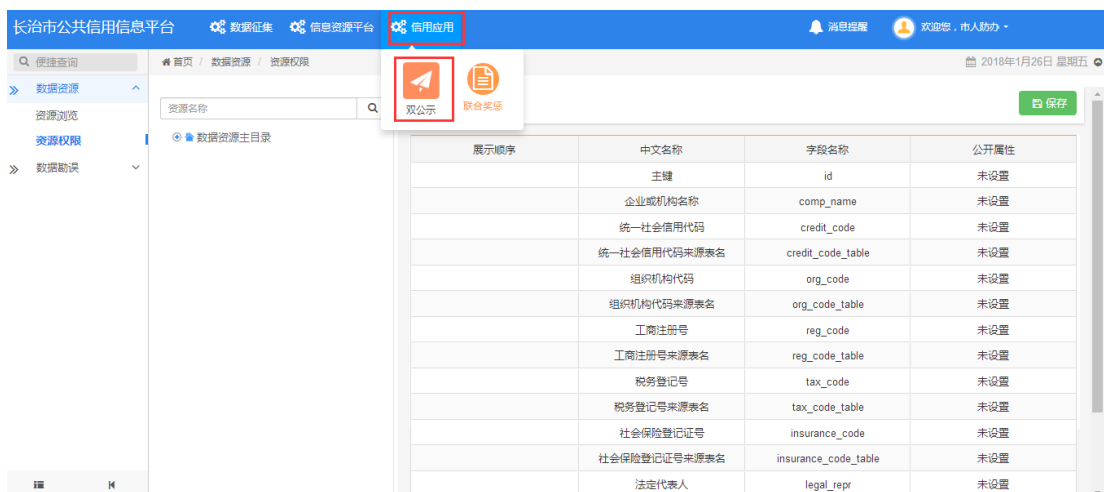 长治市公共信用信息平台 数据征集 信息资源平台 信用应用 消息提醒 欢迎您，市人防办
便捷查询 首页 / 数据资源 / 资源权限 2018年1月26日 星期五
双公示 联合奖惩
数据资源
资源浏览
资源权限
数据勘误
资源名称 保存
数据资源主目录
展示顺序 中文名称 字段名称 公开属性
主键 id 未设置
企业或机构名称 comp_name 未设置
统一社会信用代码 credit_code 未设置
统一社会信用代码来源表名 credit_code_table 未设置
组织机构代码 org_code 未设置
组织机构代码来源表名 org_code_table 未设置
工商注册号 reg_code 未设置
工商注册号来源表名 reg_code_table 未设置
税务登记号 tax_code 未设置
税务登记号来源表名 tax_code_table 未设置
社会保险登记证号 insurance_code 未设置
社会保险登记证号来源表名 insurance_code_table 未设置
法定代表人 legal_repr 未设置